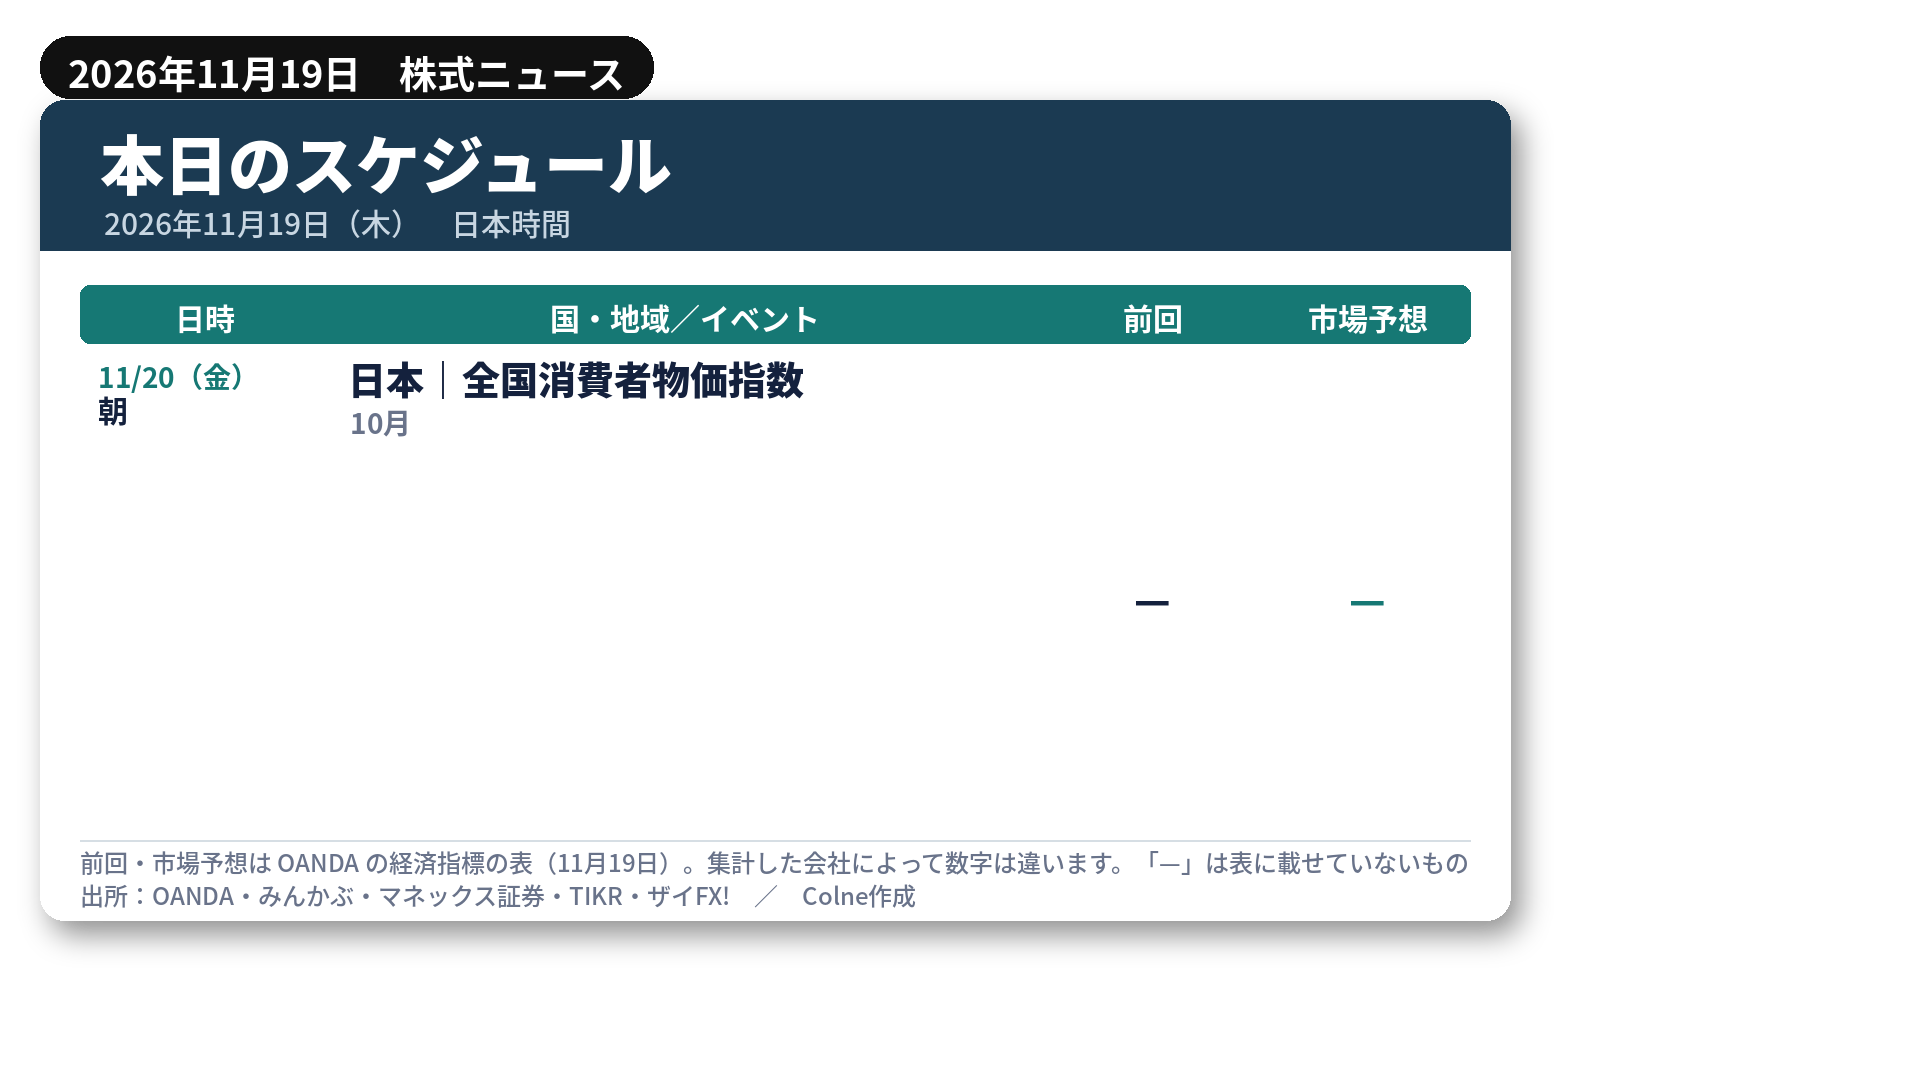 2026年11月19日　株式ニュース
本日のスケジュール
2026年11月19日（木）　日本時間
日時　国・地域／イベント　前回　市場予想
11/20（金）　日本｜全国消費者物価指数
朝
10月
—　—
前回・市場予想は OANDA の経済指標の表（11月19日）。集計した会社によって数字は違います。「—」は表に載せていないもの
出所：OANDA・みんかぶ・マネックス証券・TIKR・ザイFX!　／　Colne作成